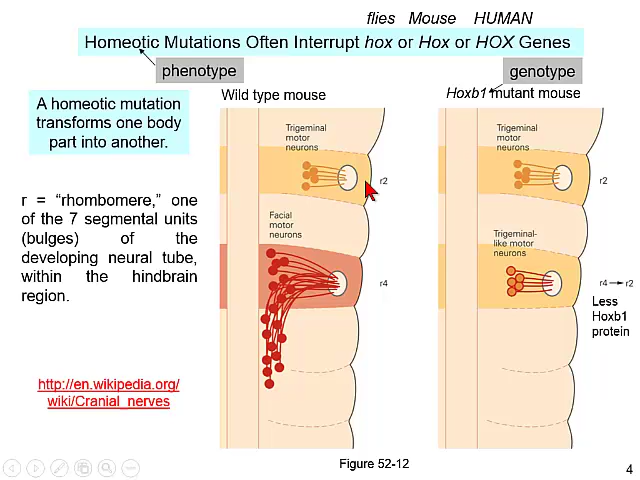 flies Mouse HUMAN
Homeotic Mutations Often Interrupt hox or Hox or HOX Genes
phenotype
genotype
A homeotic mutation
transforms one body
part into another.
r = “rhombomere,” one
of the 7 segmental units
(bulges) of the
developing neural tube,
within the hindbrain
region.
http://en.wikipedia.org/
wiki/Cranial_nerves
Wild type mouse
Trigeminal
motor
neurons
r2
Facial
motor
neurons
r4
Hoxb1 mutant mouse
Trigeminal
motor
neurons
r2
Trigeminal-
like motor
neurons
r4 → r2
Less
Hoxb1
protein
Figure 52-12
4